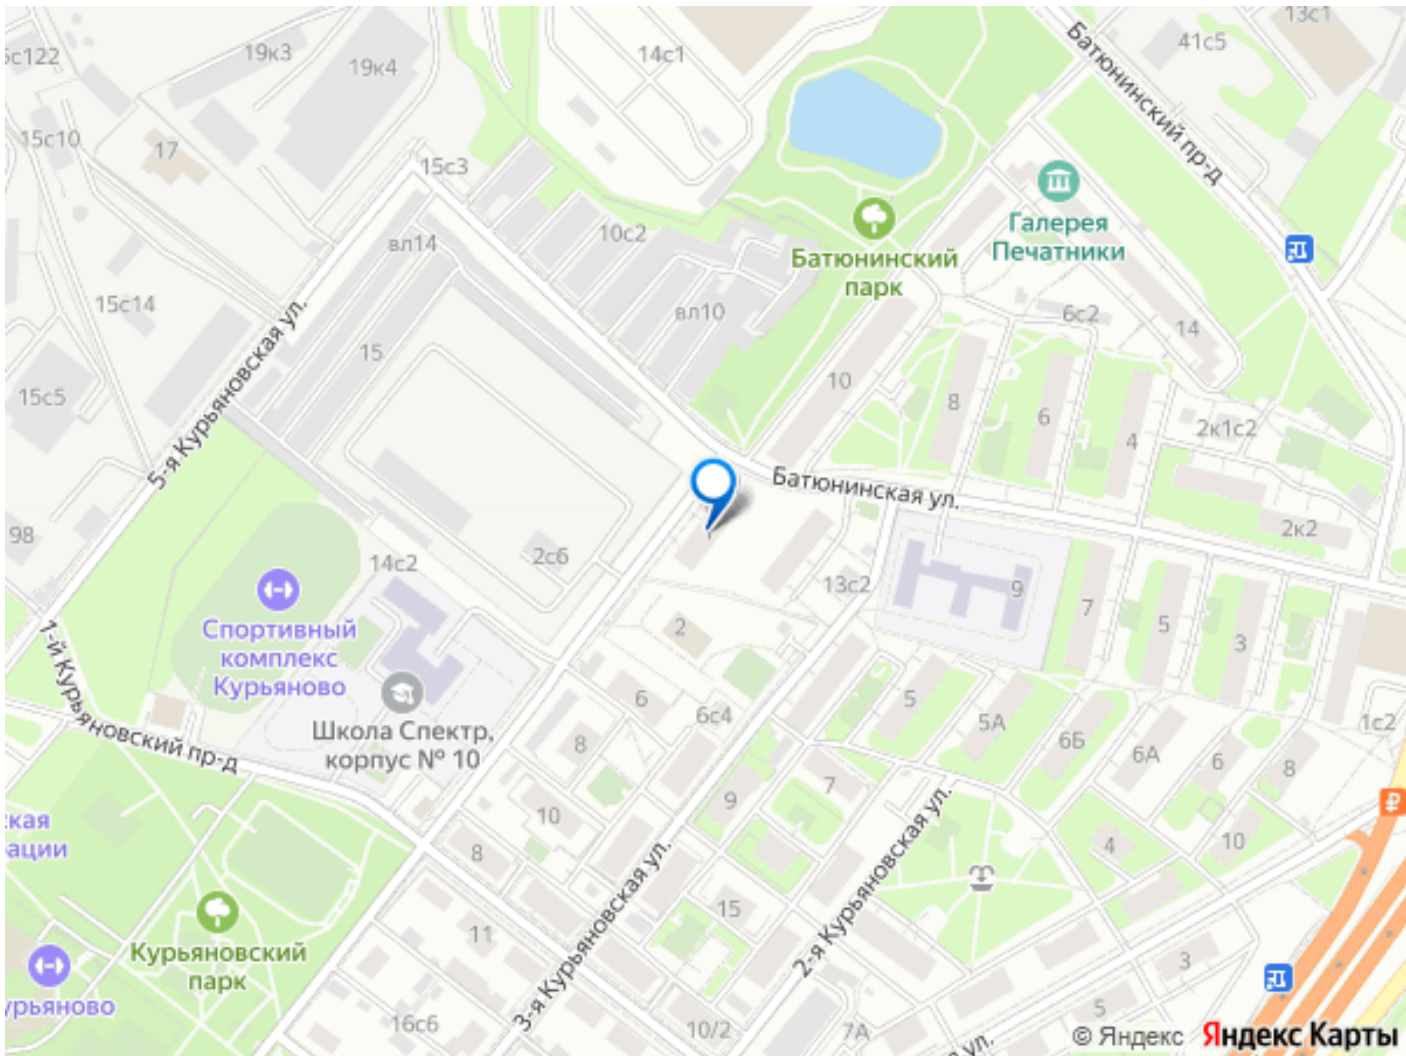 13с1
Батюнинский пр-д
41с5
5с122
19к3
19к4
14с1
15с10
17
15с3
Галерея
Печатники
Батюнинский
парк
вл14
10с2
вл10
6с2
14
15с14
15
5-я Курьяновская ул.
15с5
10
8
6
4
2к1с2
Батюнинская ул.
2к2
98
14с2
2с6
13с2
9
7
5
3
Спортивный
комплекс
Курьяново
1-й Курьяновский пр-д
2
6
6с4
5
5А
6Б
6А
6
8
1с2
Школа Спектр,
корпус № 10
8
10
9
7
4
10
кая
ации
8
3-я Курьяновская ул.
2-я Курьяновская ул.
15
11
Курьяновский
парк
урьяново
16с6
10/2
7А
5
3
ул.
© Яндекс Яндекс Карты